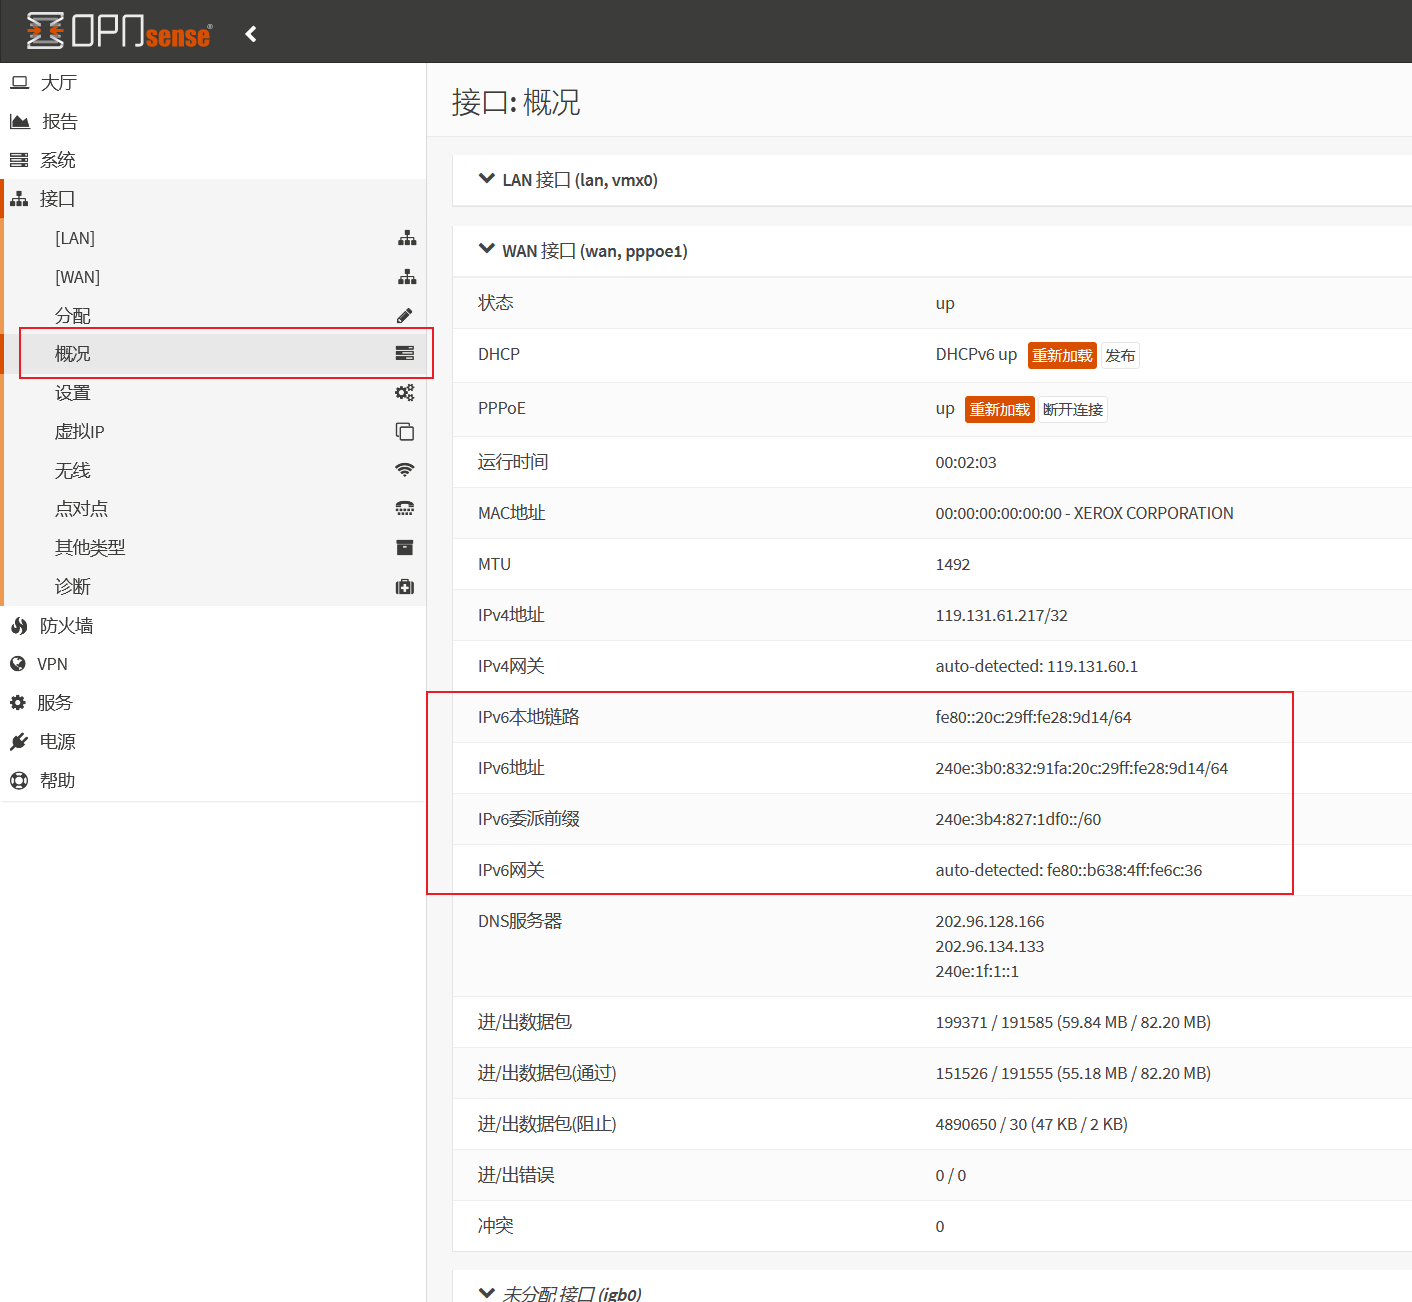 OPNsense®
大厅
报告
系统
接口
[LAN]
[WAN]
分配
概况
设置
虚拟IP
无线
点对点
其他类型
诊断
防火墙
VPN
服务
电源
帮助
接口: 概况
LAN 接口 (lan, vmx0)
WAN 接口 (wan, pppoe1)
状态 up
DHCP DHCPv6 up 重新加载 发布
PPPoE up 重新加载 断开连接
运行时间 00:02:03
MAC地址 00:00:00:00:00:00 - XEROX CORPORATION
MTU 1492
IPv4地址 119.131.61.217/32
IPv4网关 auto-detected: 119.131.60.1
IPv6本地链路 fe80::20c:29ff:fe28:9d14/64
IPv6地址 240e:3b0:832:91fa:20c:29ff:fe28:9d14/64
IPv6委派前缀 240e:3b4:827:1df0::/60
IPv6网关 auto-detected: fe80::b638:4ff:fe6c:36
DNS服务器 202.96.128.166
202.96.134.133
240e:1f:1::1
进/出数据包 199371 / 191585 (59.84 MB / 82.20 MB)
进/出数据包(通过) 151526 / 191555 (55.18 MB / 82.20 MB)
进/出数据包(阻止) 4890650 / 30 (47 KB / 2 KB)
进/出错误 0 / 0
冲突 0
未分配 接口 (igb0)